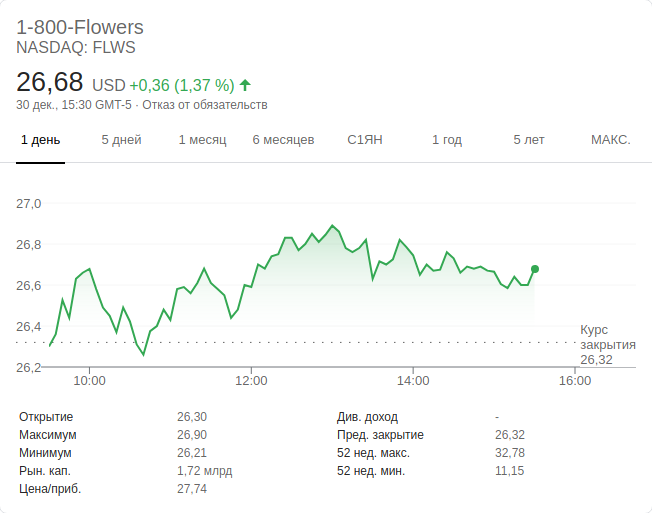 1-800-Flowers
NASDAQ: FLWS
26,68 USD +0,36 (1,37 %)
30 дек., 15:30 GMT-5 · Отказ от обязательств
1 день 5 дней 1 месяц 6 месяцев С1ЯН 1 год 5 лет МАКС.
27,0
26,8
26,6
26,4
Курс
закрытия
26,32
26,2
10:00 12:00 14:00 16:00
Открытие 26,30 Див. доход -
Максимум 26,90 Пред. закрытие 26,32
Минимум 26,21 52 нед. макс. 32,78
Рын. кап. 1,72 млрд 52 нед. мин. 11,15
Цена/приб. 27,74